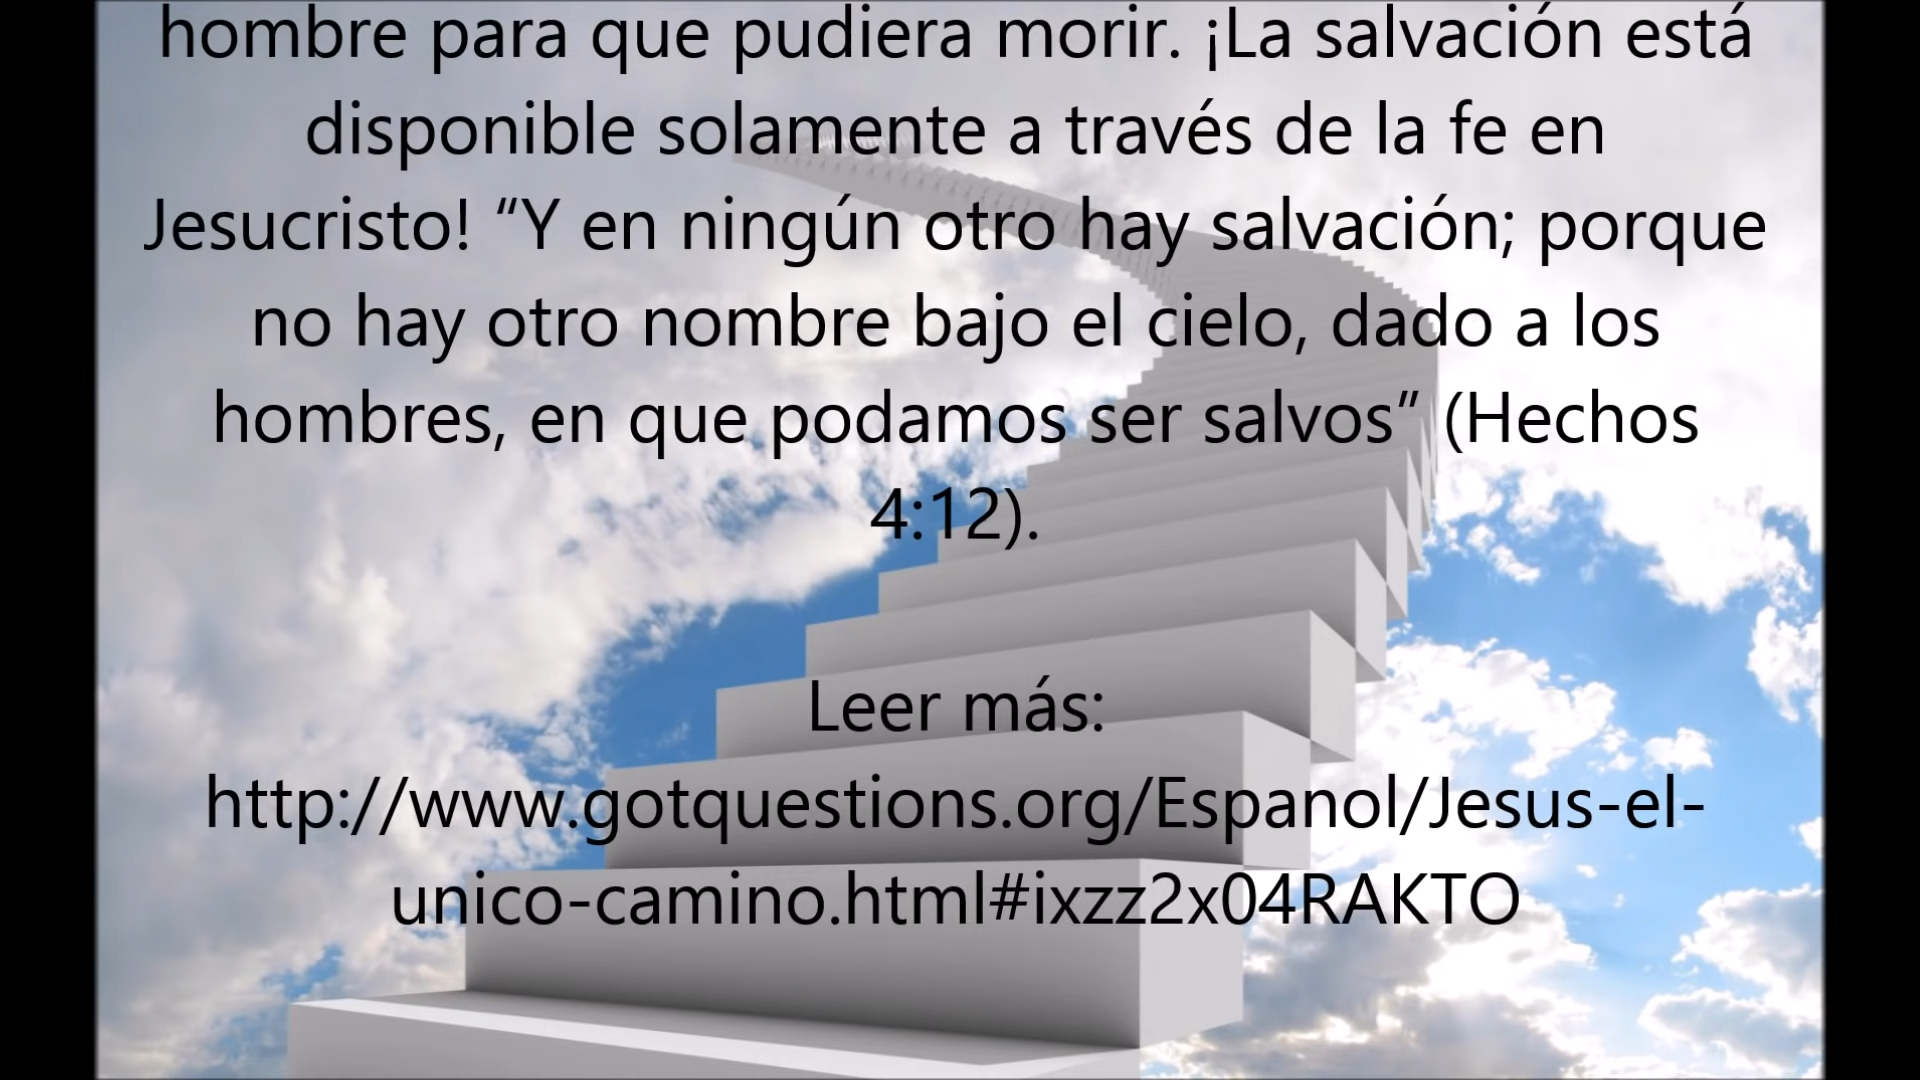 hombre para que pudiera morir. ¡La salvación está
disponible solamente a través de la fe en
Jesucristo! “Y en ningún otro hay salvación; porque
no hay otro nombre bajo el cielo, dado a los
hombres, en que podamos ser salvos” (Hechos
4:12).
Leer más:
http://www.gotquestions.org/Espanol/Jesus-el-
unico-camino.html#ixzz2x04RAKTO